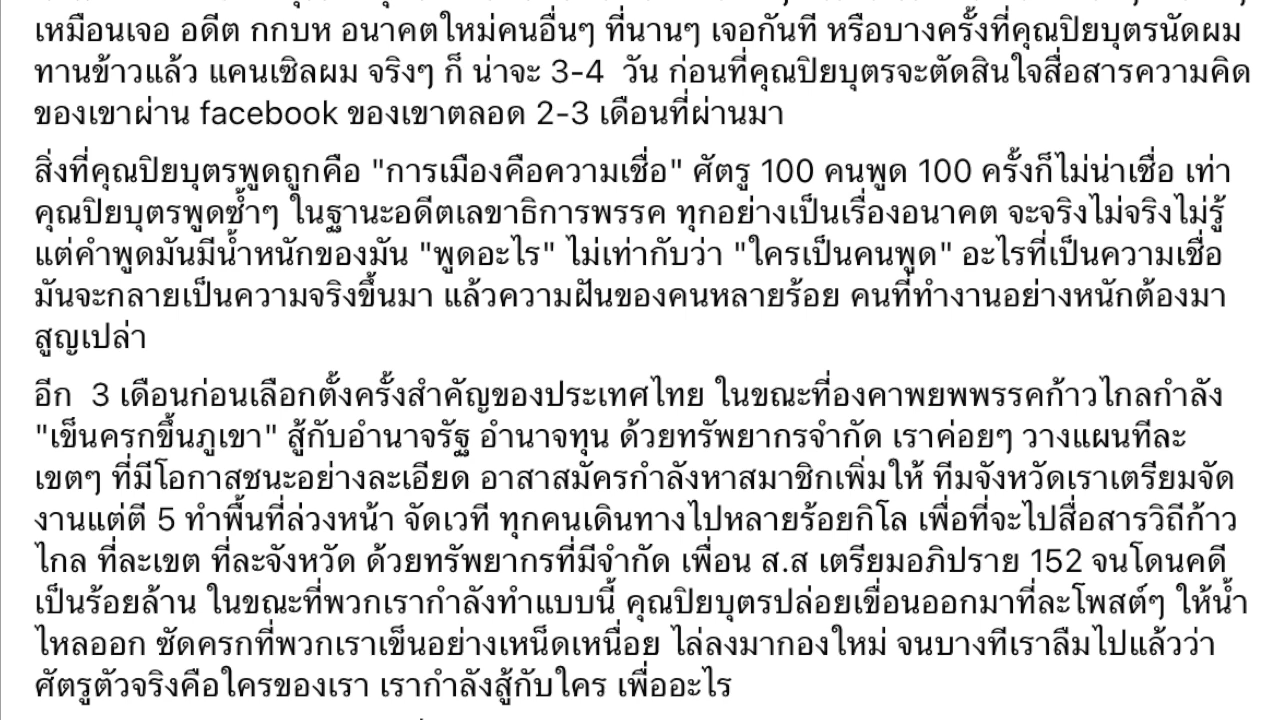 เหมือนเจอ อดีต กกบห อนาคตใหม่คนอื่นๆ ที่นานๆ เจอกันที หรือบางครั้งที่คุณปิยบุตรนัดผม
ทานข้าวแล้ว แคนเซิลผม จริงๆ ก็ น่าจะ 3-4 วัน ก่อนที่คุณปิยบุตรจะตัดสินใจสื่อสารความคิด
ของเขาผ่าน facebook ของเขาตลอด 2-3 เดือนที่ผ่านมา
สิ่งที่คุณปิยบุตรพูดถูกคือ "การเมืองคือความเชื่อ" ศัตรู 100 คนพูด 100 ครั้งก็ไม่น่าเชื่อ เท่า
คุณปิยบุตรพูดซ้ำๆ ในฐานะอดีตเลขาธิการพรรค ทุกอย่างเป็นเรื่องอนาคต จะจริงไม่จริงไม่รู้
แต่คำพูดมันมีน้ำหนักของมัน "พูดอะไร" ไม่เท่ากับว่า "ใครเป็นคนพูด" อะไรที่เป็นความเชื่อ
มันจะกลายเป็นความจริงขึ้นมา แล้วความฝันของคนหลายร้อย คนที่ทำงานอย่างหนักต้องมา
สูญเปล่า
อีก 3 เดือนก่อนเลือกตั้งครั้งสำคัญของประเทศไทย ในขณะที่องคาพยพพรรคก้าวไกลกำลัง
"เข็นครกขึ้นภูเขา" สู้กับอำนาจรัฐ อำนาจทุน ด้วยทรัพยากรจำกัด เราค่อยๆ วางแผนทีละ
เขตๆ ที่มีโอกาสชนะอย่างละเอียด อาสาสมัครกำลังหาสมาชิกเพิ่มให้ ทีมจังหวัดเราเตรียมจัด
งานแต่ตี 5 ทำพื้นที่ล่วงหน้า จัดเวที ทุกคนเดินทางไปหลายร้อยกิโล เพื่อที่จะไปสื่อสารวิถีก้าว
ไกล ที่ละเขต ที่ละจังหวัด ด้วยทรัพยากรที่มีจำกัด เพื่อน ส.ส เตรียมอภิปราย 152 จนโดนคดี
เป็นร้อยล้าน ในขณะที่พวกเรากำลังทำแบบนี้ คุณปิยบุตรปล่อยเขื่อนออกมาที่ละโพสต์ๆ ให้น้ำ
ไหลออก ซัดครกที่พวกเราเข็นอย่างเหน็ดเหนื่อย ไล่ลงมากองใหม่ จนบางทีเราลืมไปแล้วว่า
ศัตรูตัวจริงคือใครของเรา เรากำลังสู้กับใคร เพื่ออะไร